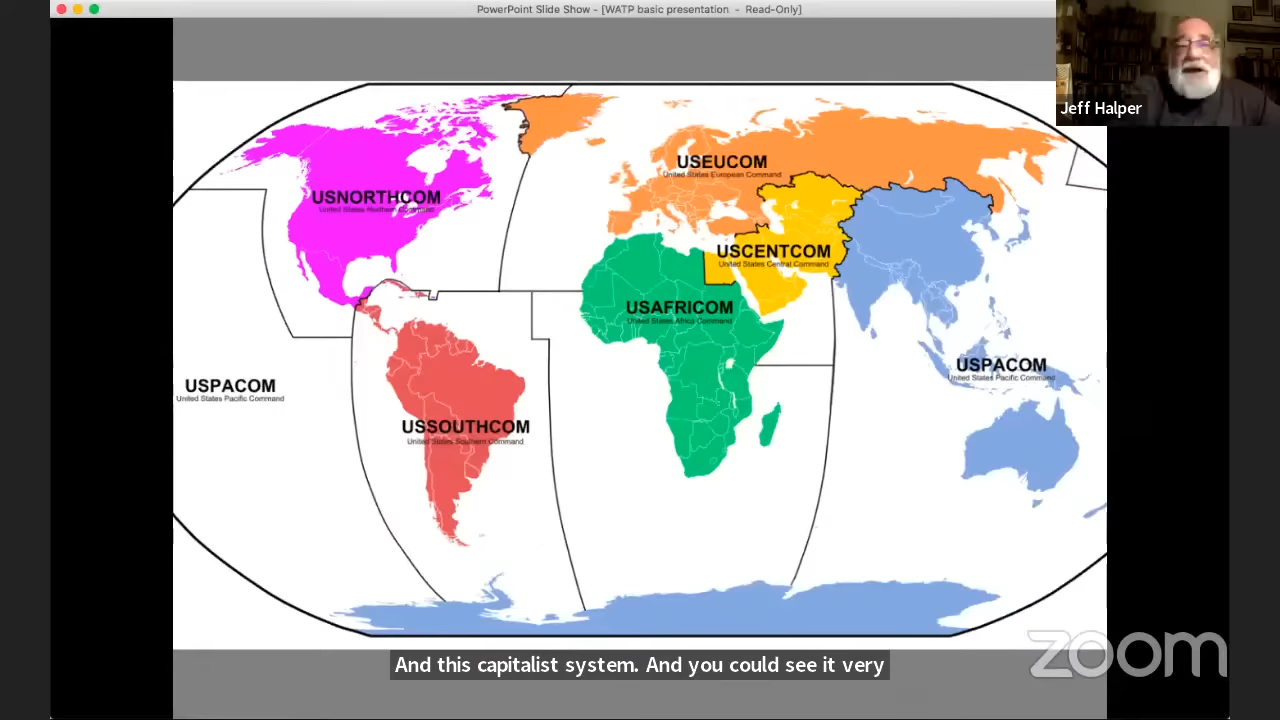 PowerPoint Slide Show - [WATP basic presentation - Read-Only]
Jeff Halper
USEUCOM
United States European Command
USNORTHCOM
United States Northern Command
USCENTCOM
United States Central Command
USAFRICOM
United States Africa Command
USPACOM
United States Pacific Command
USPACOM
United States Pacific Command
USSOUTHCOM
United States Southern Command
zoom
And this capitalist system. And you could see it very